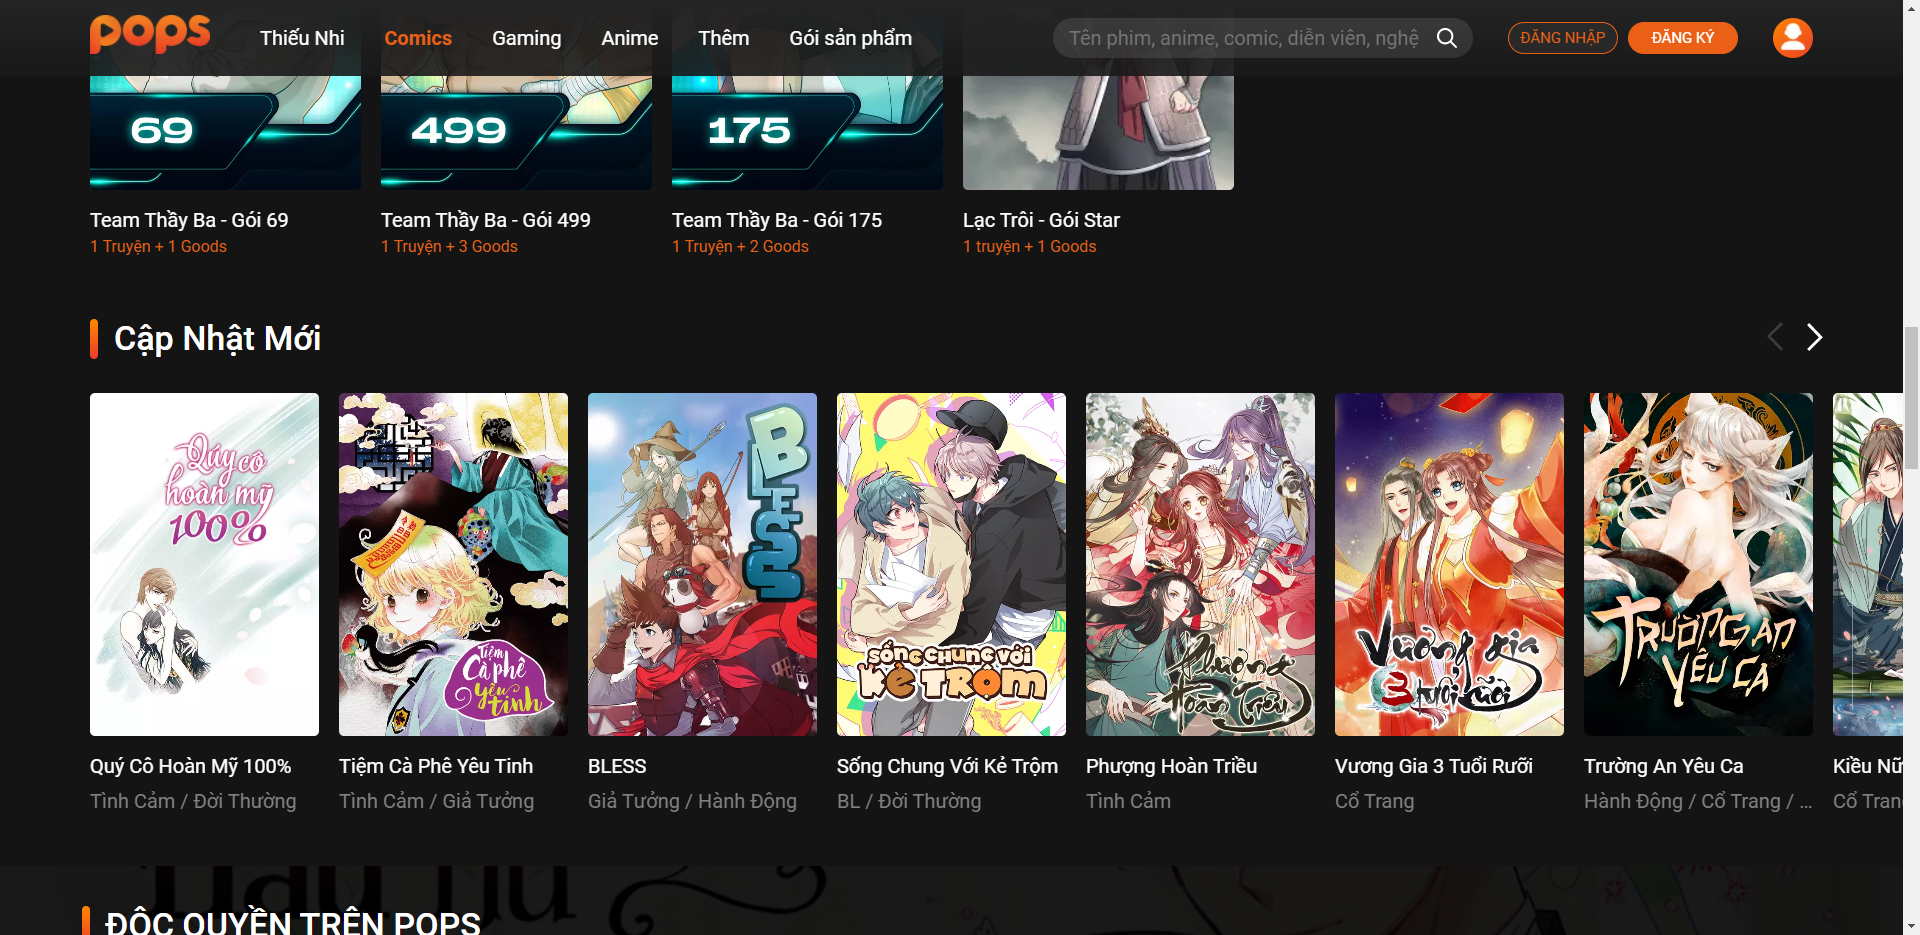 POPS
Thiếu Nhi
Comics
Gaming
Anime
Thêm
Gói sản phẩm
Tên phim, anime, comic, diễn viên, nghệ
ĐĂNG NHẬP
ĐĂNG KÝ
69
499
175
Team Thầy Ba - Gói 69
1 Truyện + 1 Goods
Team Thầy Ba - Gói 499
1 Truyện + 3 Goods
Team Thầy Ba - Gói 175
1 Truyện + 2 Goods
Lạc Trôi - Gói Star
1 truyện + 1 Goods
Cập Nhật Mới
Qúy cô
hoàn mỹ
100%
Tiệm
Cà phê
yêu
tinh
BLESS
sống chung với
kẻ trộm
Phượng
Hoàn Triều
Vương gia
3 tuổi rưỡi
TRƯỜNG AN
YÊU CA
Quý Cô Hoàn Mỹ 100%
Tình Cảm / Đời Thường
Tiệm Cà Phê Yêu Tinh
Tình Cảm / Giả Tưởng
BLESS
Giả Tưởng / Hành Động
Sống Chung Với Kẻ Trộm
BL / Đời Thường
Phượng Hoàn Triều
Tình Cảm
Vương Gia 3 Tuổi Rưỡi
Cổ Trang
Trường An Yêu Ca
Hành Động / Cổ Trang / ...
Kiều Nữ
Cổ Tran
ĐỘC QUYỀN TRÊN POPS